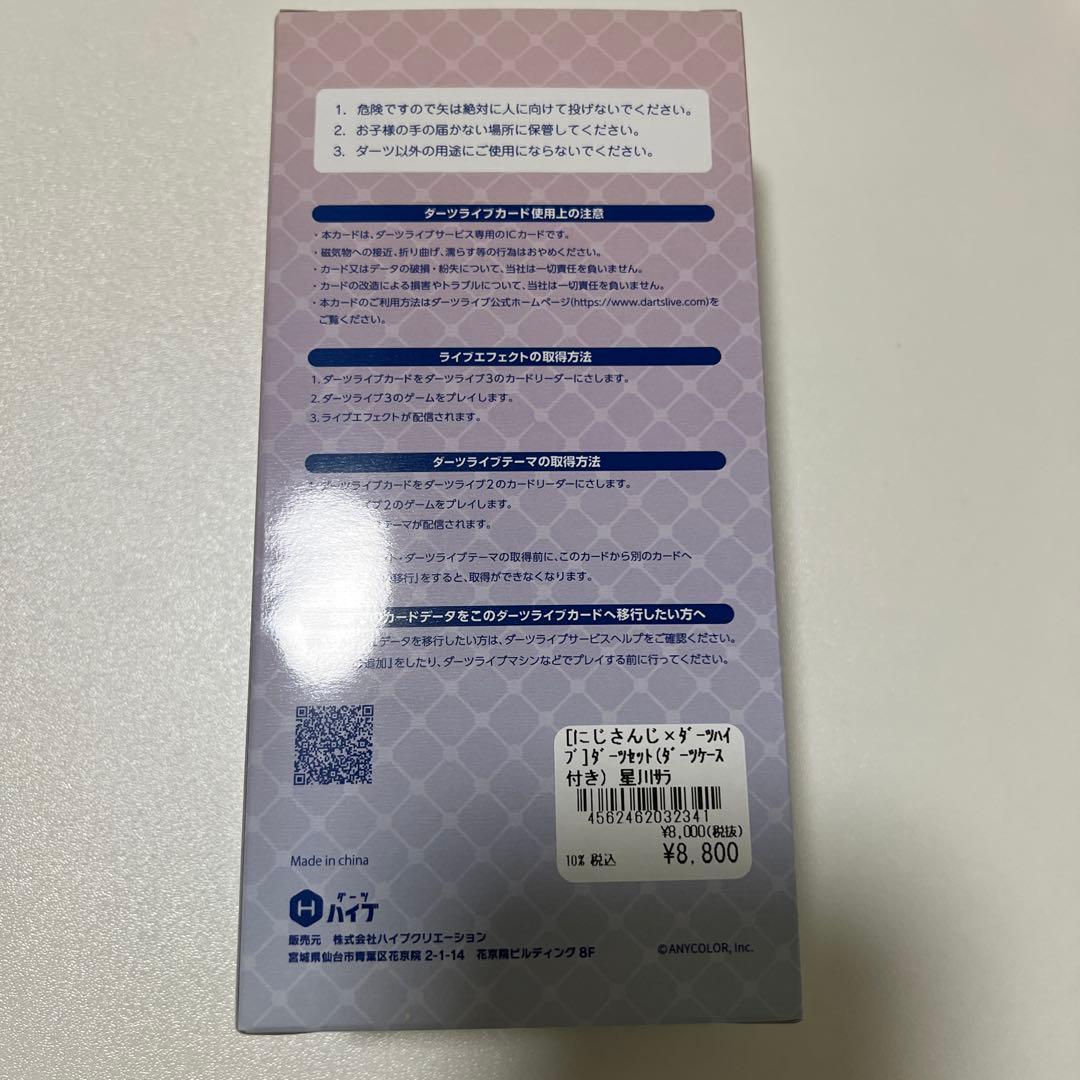 1. 危険ですので矢は絶対に人に向けて投げないでください。
2. お子様の手の届かない場所に保管してください。
3. ダーツ以外の用途にご使用にならないでください。
ダーツライブカード使用上の注意
・本カードは、ダーツライブサービス専用のICカードです。
・磁気物への接近、折り曲げ、濡らす等の行為はおやめください。
・カード又はデータの破損・紛失について、当社は一切責任を負いません。
・カードの改造による損害やトラブルについて、当社は一切責任を負いません。
・本カードのご利用方法はダーツライブ公式ホームページ(https://www.dartslive.com)を
ご覧ください。
ライブエフェクトの取得方法
1. ダーツライブカードをダーツライブ3のカードリーダーにさします。
2. ダーツライブ3のゲームをプレイします。
3. ライブエフェクトが配信されます。
ダーツライブテーマの取得方法
ダーツライブカードをダーツライブ2のカードリーダーにさします。
イブ2のゲームをプレイします。
テーマが配信されます。
ト・ダーツライブテーマの取得前に、このカードから別のカードへ
移行』をすると、取得ができなくなります。
カードデータをこのダーツライブカードへ移行したい方へ
データを移行したい方は、ダーツライブサービスヘルプをご確認ください。
追加』をしたり、ダーツライブマシンなどでプレイする前に行ってください。
[にじさんじ×ﾀﾞｰﾂﾊｲ
ﾌﾞ]ﾀﾞｰﾂｾｯﾄ(ﾀﾞｰﾂｹｰｽ
付き) 星川ｻﾗ
4562462032341
¥8,000(税抜)
10% 税込 ¥8,800
Made in china
H ダーツ
ハイブ
販売元 株式会社ハイブクリエーション
宮城県仙台市青葉区花京院 2-1-14 花京院ビルディング 8F
©ANYCOLOR, Inc.